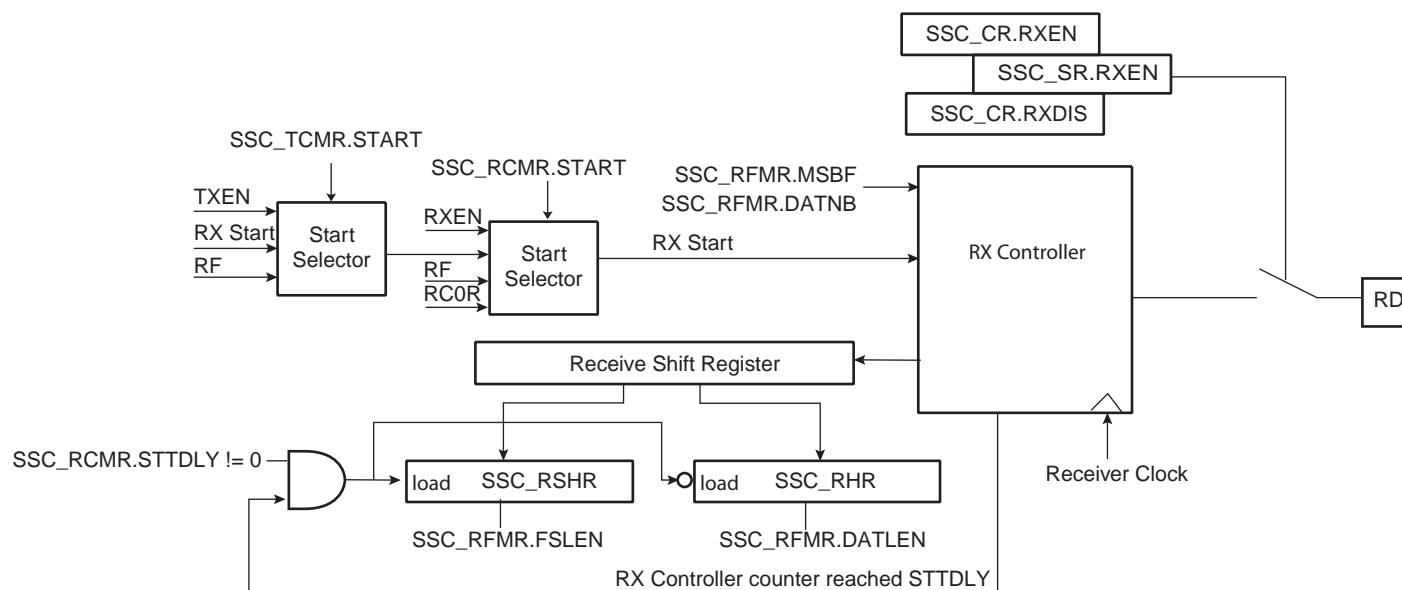 SSC_CR.RXEN
SSC_SR.RXEN
SSC_CR.RXDIS
SSC_TCMR.START
SSC_RCMR.START
SSC_RFMR.MSBF
SSC_RFMR.DATNB
TXEN
RX Start
RF
Start
Selector
RXEN
RF
RC0R
Start
Selector
RX Start
RX Controller
RD
Receive Shift Register
Receiver Clock
SSC_RCMR.STTDLY != 0
load SSC_RSHR
load SSC_RHR
SSC_RFMR.FSLEN
SSC_RFMR.DATLEN
RX Controller counter reached STTDLY